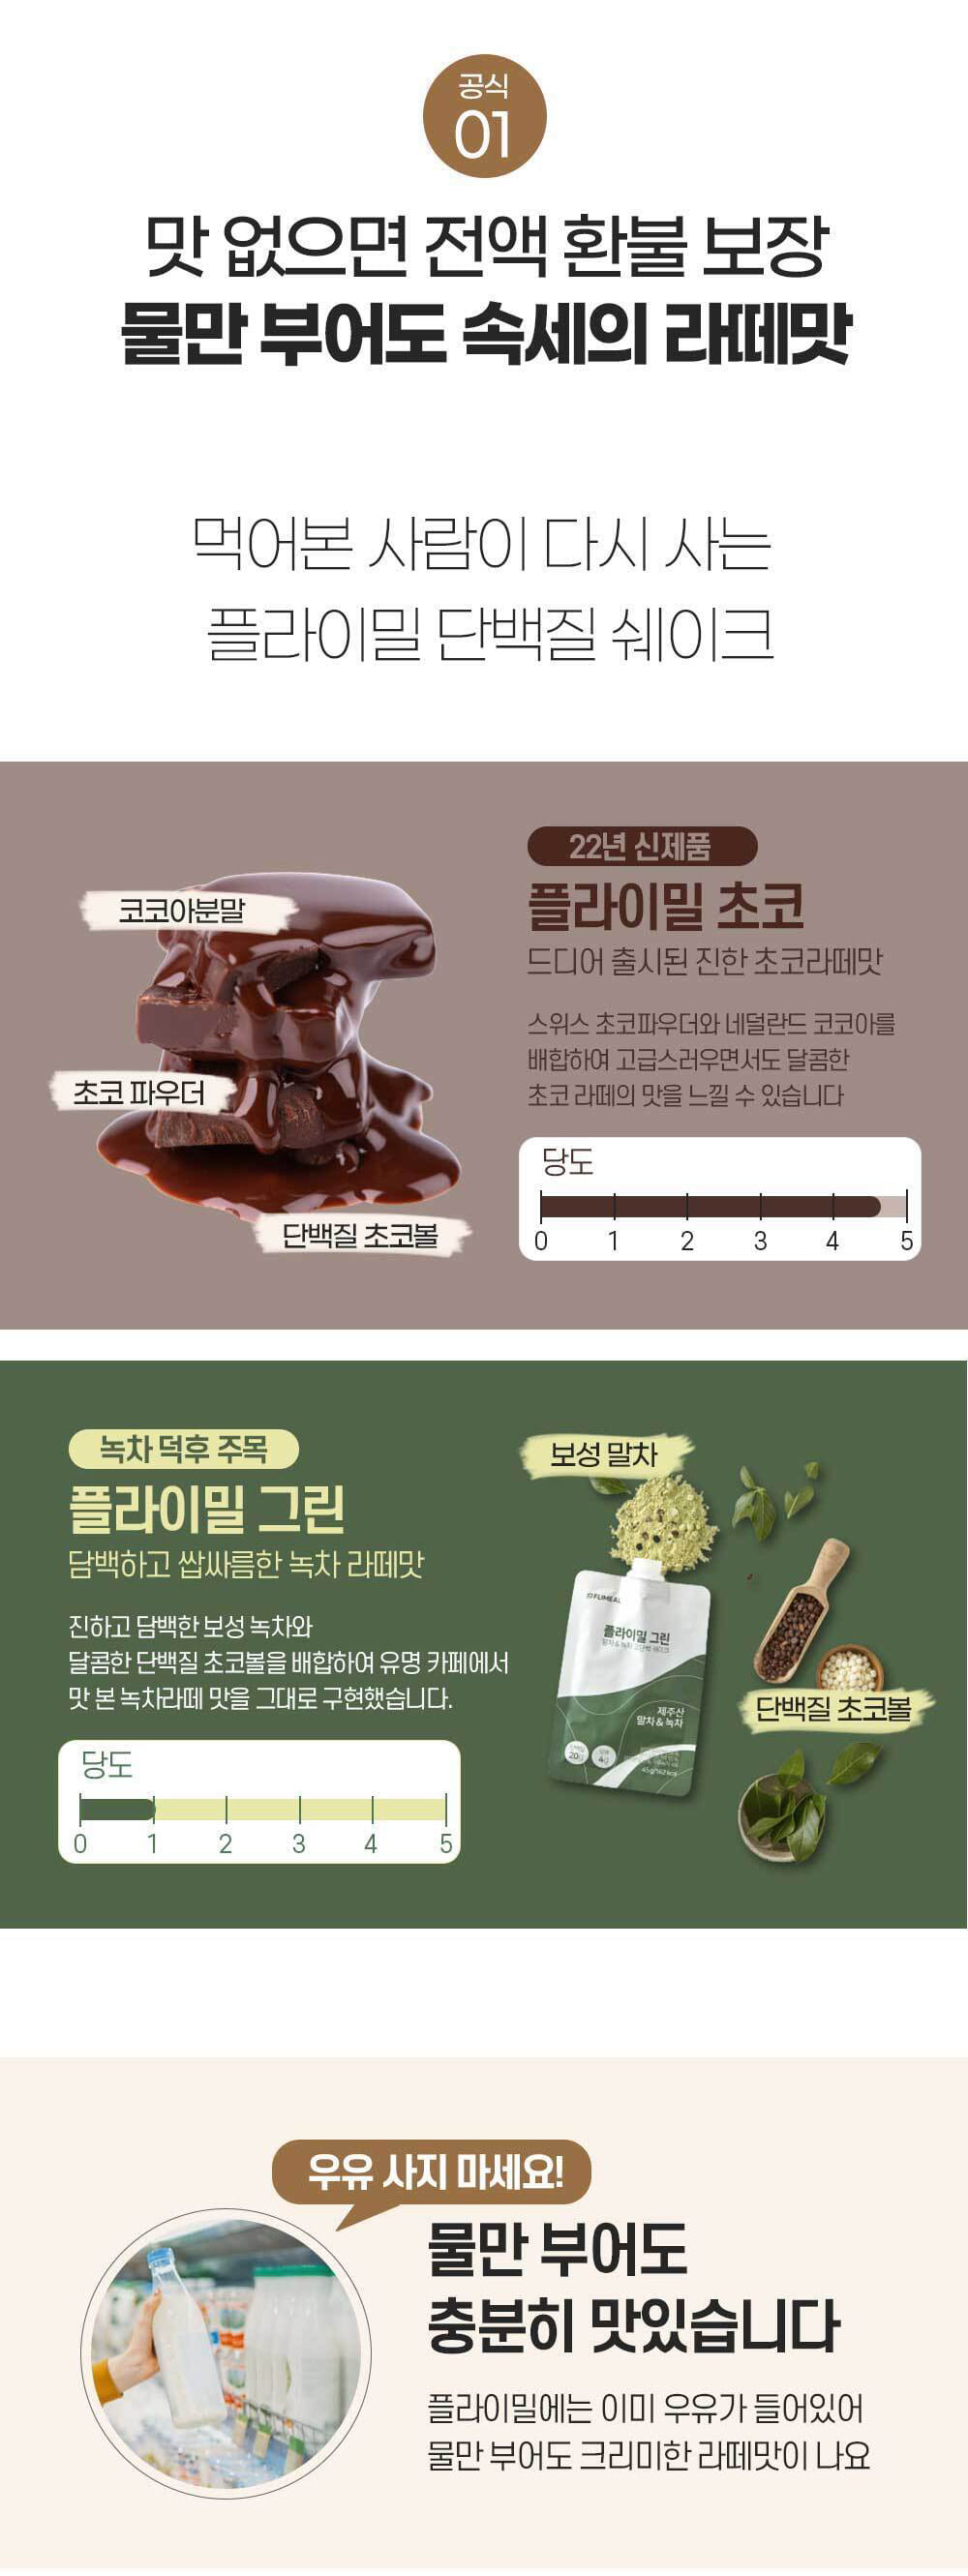 공식
01
맛 없으면 전액 환불 보장
물만 부어도 속세의 라떼맛
먹어본 사람이 다시 사는
플라이밀 단백질 쉐이크
22년 신제품
플라이밀 초코
드디어 출시된 진한 초코라떼맛
스위스 초코파우더와 네덜란드 코코아를
배합하여 고급스러우면서도 달콤한
초코 라떼의 맛을 느낄 수 있습니다
코코아분말
초코 파우더
단백질 초코볼
당도
0 1 2 3 4 5
녹차 덕후 주목
플라이밀 그린
담백하고 쌉싸름한 녹차 라떼맛
진하고 담백한 보성 녹차와
달콤한 단백질 초코볼을 배합하여 유명 카페에서
맛 본 녹차라떼 맛을 그대로 구현했습니다.
당도
0 1 2 3 4 5
보성 말차
FLIMEAL
플라이밀 그린
제주산
말차 & 녹차
20g
4g
45g/162kcal
단백질 초코볼
우유 사지 마세요!
물만 부어도
충분히 맛있습니다
플라이밀에는 이미 우유가 들어있어
물만 부어도 크리미한 라떼맛이 나요